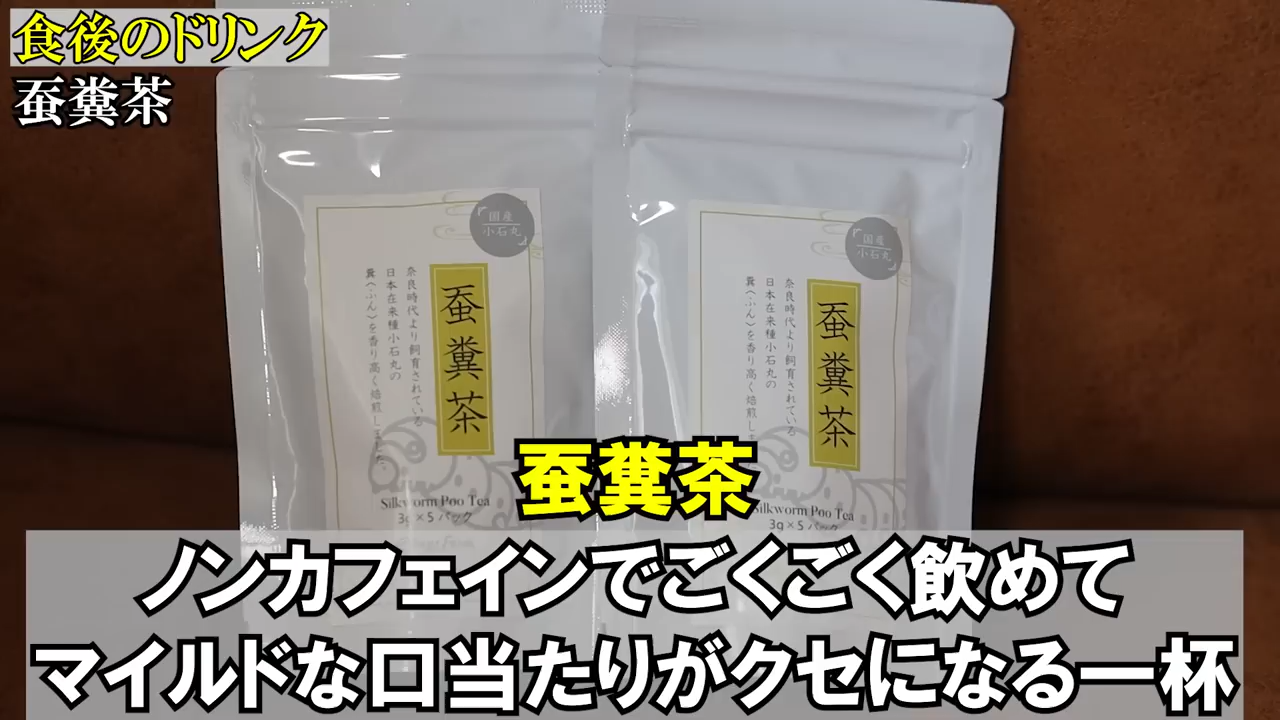 食後のドリンク
蚕糞茶
国産
小石丸
蚕糞茶
奈良時代より飼育されている
日本在来種小石丸の
糞(ふん)を香り高く焙煎しました。
Silkworm Poo Tea
3g×5パック
国産
小石丸
蚕糞茶
奈良時代より飼育されている
日本在来種小石丸の
糞(ふん)を香り高く焙煎し
Silkworm Poo Tea
3g×5パック
蚕糞茶
ノンカフェインでごくごく飲めて
マイルドな口当たりがクセになる一杯